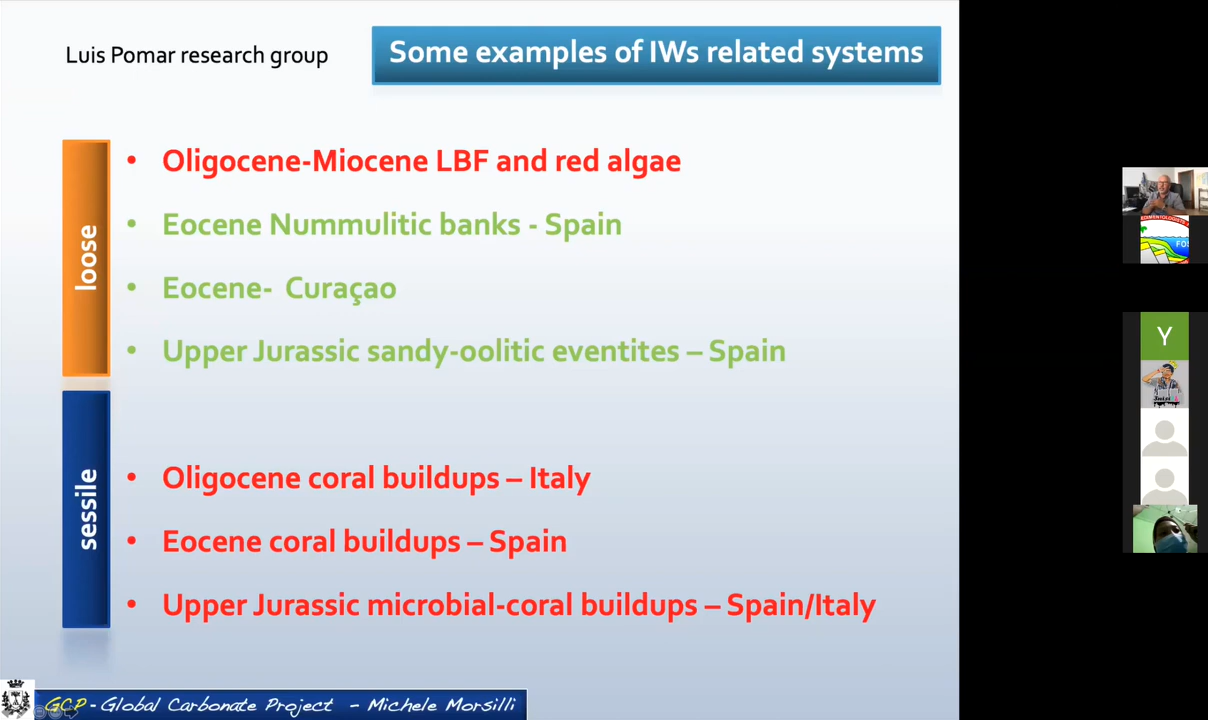 Luis Pomar research group
Some examples of IWs related systems
loose
• Oligocene-Miocene LBF and red algae
• Eocene Nummulitic banks - Spain
• Eocene- Curaçao
• Upper Jurassic sandy-oolitic eventites – Spain
sessile
• Oligocene coral buildups – Italy
• Eocene coral buildups – Spain
• Upper Jurassic microbial-coral buildups – Spain/Italy
GCP - Global Carbonate Project - Michele Morsilli
Y